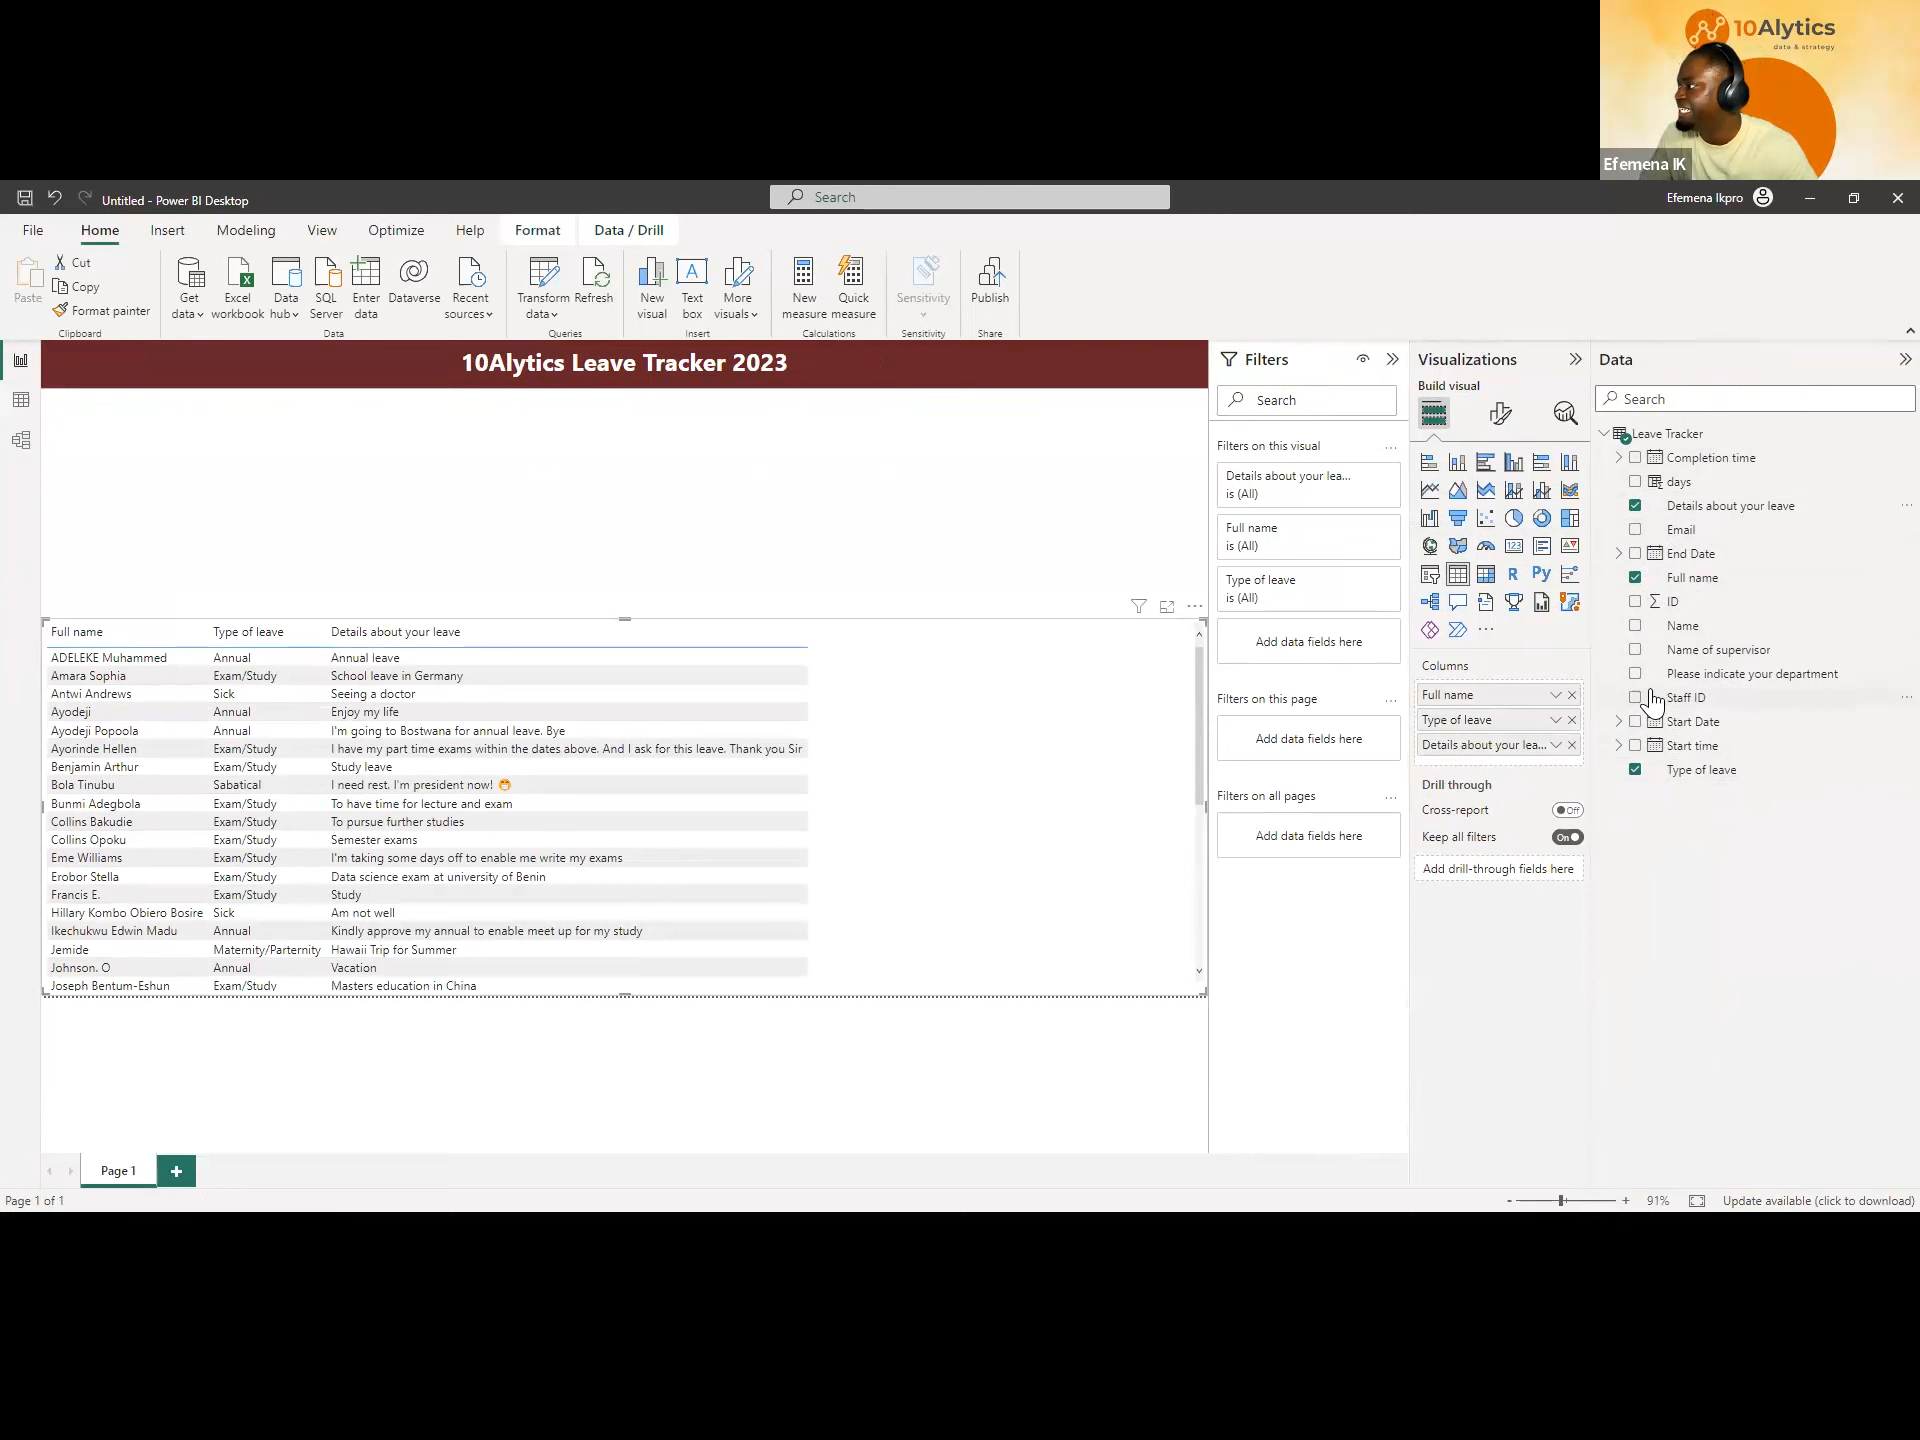 10Alytics
data & strategy
Efemena IK
Untitled - Power BI Desktop
Search
Efemena Ikpro
File Home Insert Modeling View Optimize Help Format Data / Drill
Paste
Cut
Copy
Format painter
Get data
Excel workbook
Data hub
SQL Server
Enter data
Dataverse
Recent sources
Transform data
Refresh
New visual
Text box
More visuals
New measure
Quick measure
Sensitivity
Publish
Clipboard Data Queries Insert Calculations Sensitivity Share
10Alytics Leave Tracker 2023
Full name Type of leave Details about your leave
ADELEKE Muhammed Annual Annual leave
Amara Sophia Exam/Study School leave in Germany
Antwi Andrews Sick Seeing a doctor
Ayodeji Annual Enjoy my life
Ayodeji Popoola Annual I'm going to Bostwana for annual leave. Bye
Ayorinde Hellen Exam/Study I have my part time exams within the dates above. And I ask for this leave. Thank you Sir
Benjamin Arthur Exam/Study Study leave
Bola Tinubu Sabatical I need rest. I'm president now! 😁
Bunmi Adegbola Exam/Study To have time for lecture and exam
Collins Bakudie Exam/Study To pursue further studies
Collins Opoku Exam/Study Semester exams
Eme Williams Exam/Study I'm taking some days off to enable me write my exams
Erobor Stella Exam/Study Data science exam at university of Benin
Francis E. Exam/Study Study
Hillary Kombo Obiero Bosire Sick Am not well
Ikechukwu Edwin Madu Annual Kindly approve my annual to enable meet up for my study
Jemide Maternity/Parternity Hawaii Trip for Summer
Johnson. O Annual Vacation
Joseph Bentum-Eshun Exam/Study Masters education in China
Filters
Search
Filters on this visual ...
Details about your lea...
is (All)
Full name
is (All)
Type of leave
is (All)
Add data fields here
Filters on this page ...
Add data fields here
Filters on all pages ...
Add data fields here
Visualizations
Build visual
123
R Py
...
Columns
Full name
Type of leave
Details about your lea...
Drill through
Cross-report Off
Keep all filters On
Add drill-through fields here
Data
Search
Leave Tracker
Completion time
days
Details about your leave ...
Email
End Date
Full name
∑ ID
Name
Name of supervisor
Please indicate your department
Staff ID ...
Start Date
Start time
Type of leave
Page 1 +
Page 1 of 1
- + 91% Update available (click to download)